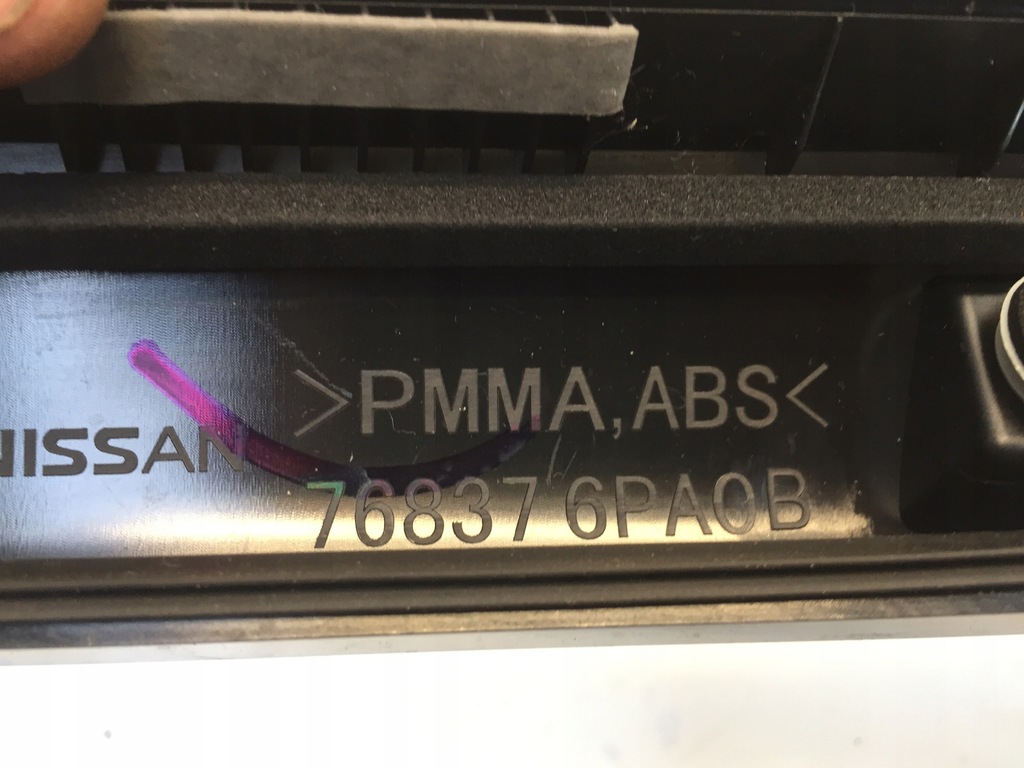 >PMMA,ABS<
NISSAN
76837 6PA0B